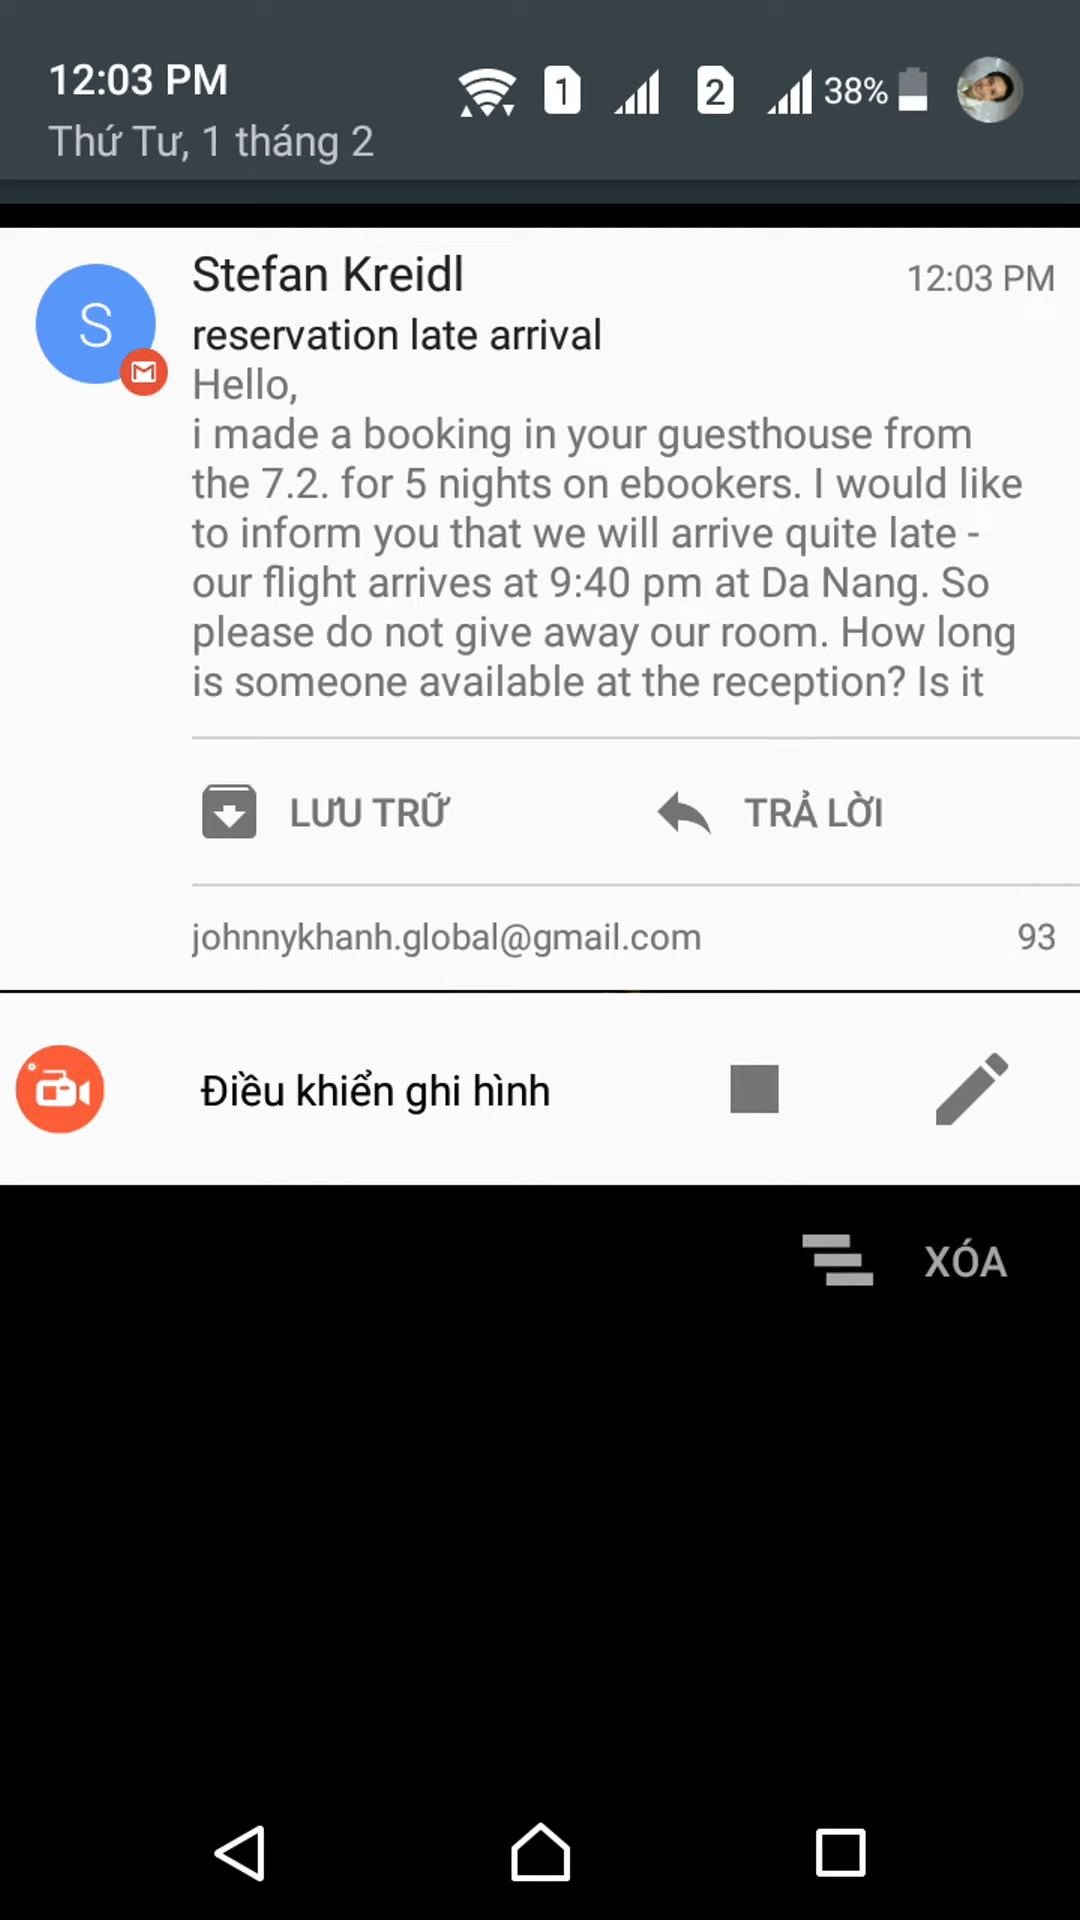 12:03 PM
1 2 38%
Thứ Tư, 1 tháng 2
Stefan Kreidl 12:03 PM
S
reservation late arrival
Hello,
i made a booking in your guesthouse from
the 7.2. for 5 nights on ebookers. I would like
to inform you that we will arrive quite late -
our flight arrives at 9:40 pm at Da Nang. So
please do not give away our room. How long
is someone available at the reception? Is it
LƯU TRỮ TRẢ LỜI
johnnykhanh.global@gmail.com 93
Điều khiển ghi hình
XÓA